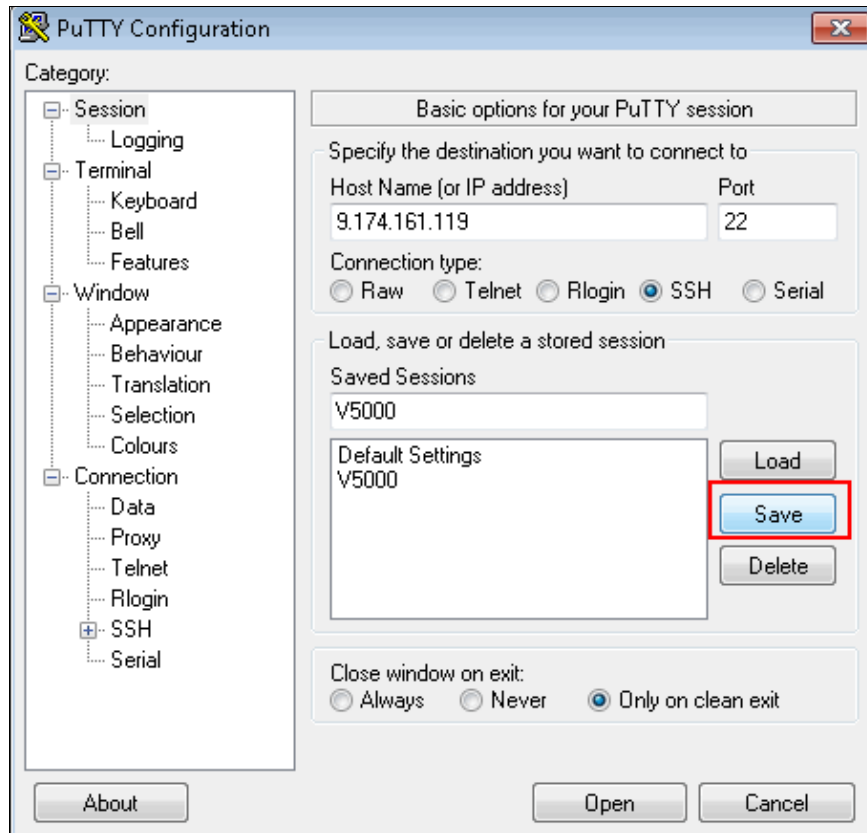 PuTTY Configuration
Category:
Session
Logging
Terminal
Keyboard
Bell
Features
Window
Appearance
Behaviour
Translation
Selection
Colours
Connection
Data
Proxy
Telnet
Rlogin
SSH
Serial
Basic options for your PuTTY session
Specify the destination you want to connect to
Host Name (or IP address) Port
9.174.161.119 22
Connection type:
Raw Telnet Rlogin SSH Serial
Load, save or delete a stored session
Saved Sessions
V5000
Default Settings
V5000
Load
Save
Delete
Close window on exit:
Always Never Only on clean exit
About Open Cancel